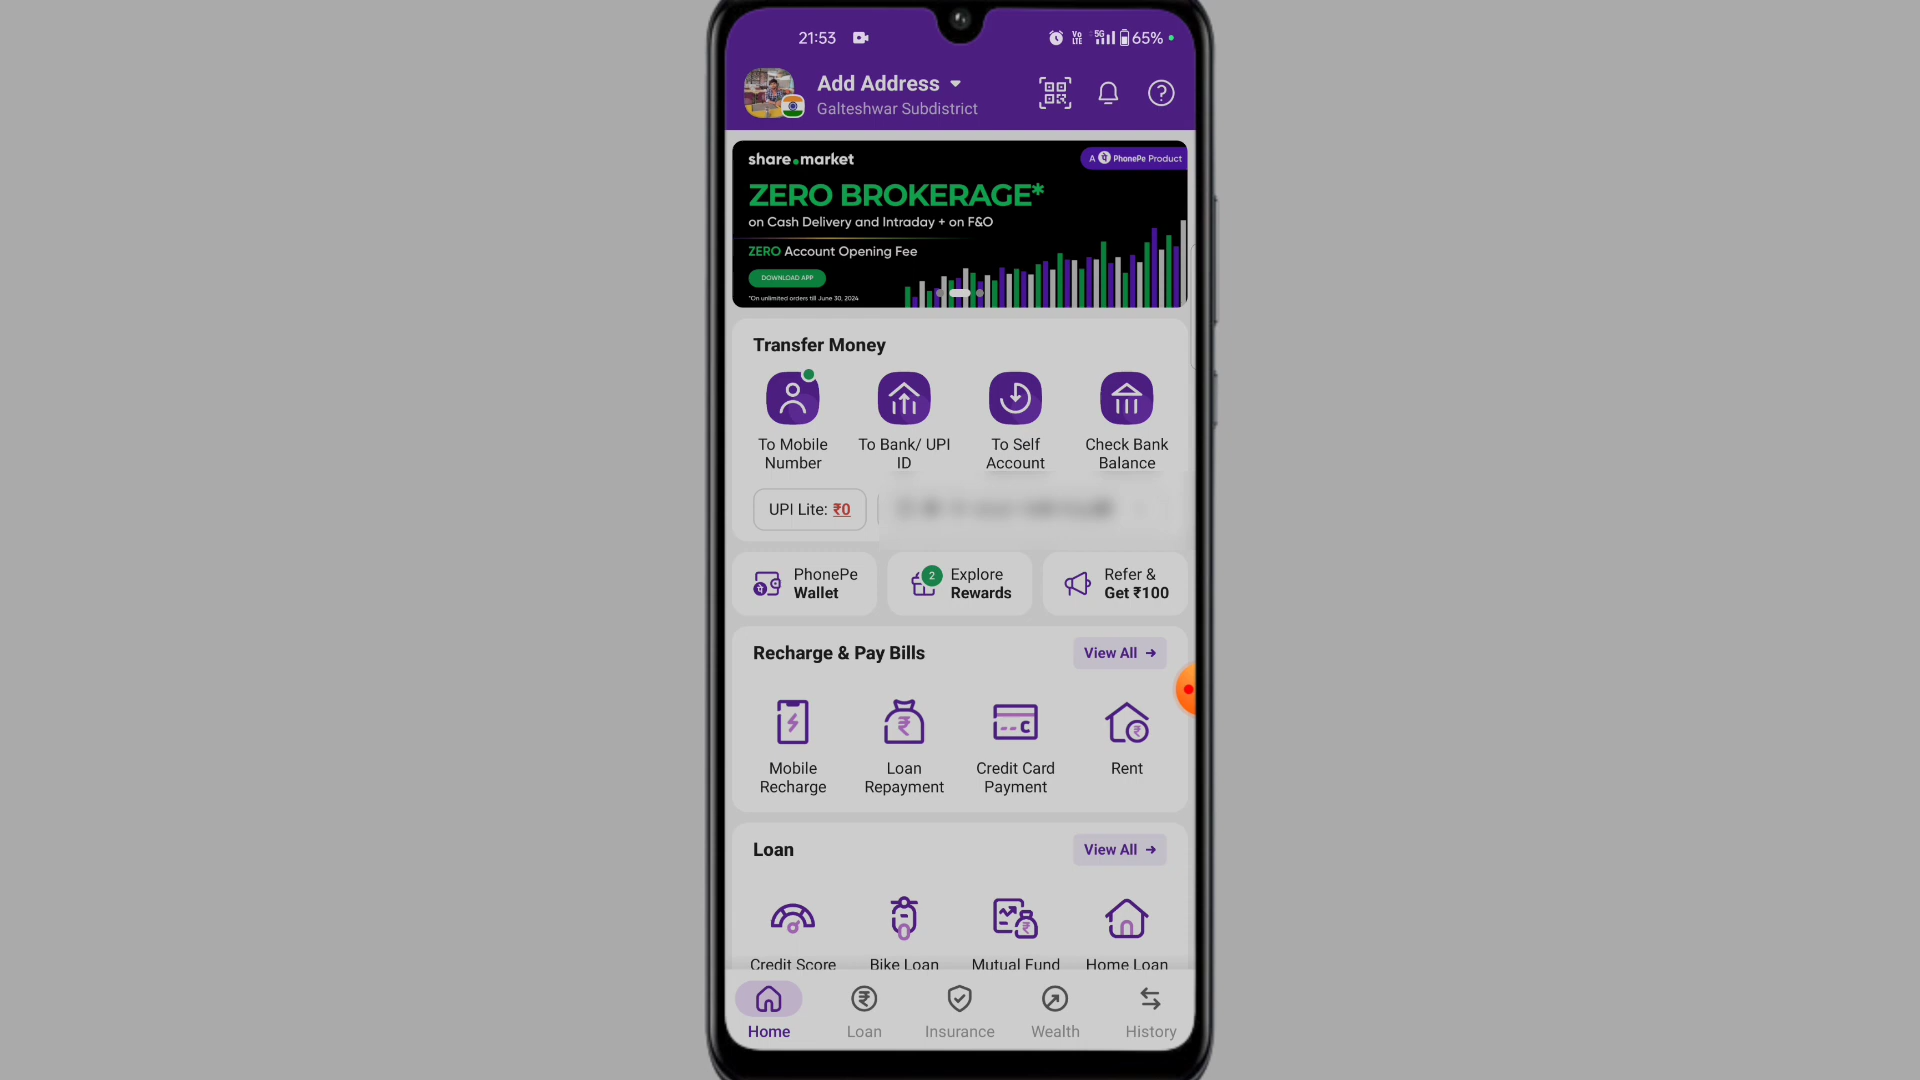 21:53
Vo LTE 5G 65%
Add Address
Galteshwar Subdistrict
share.market
A PhonePe Product
ZERO BROKERAGE*
on Cash Delivery and Intraday + on F&O
ZERO Account Opening Fee
DOWNLOAD APP
*On unlimited orders till June 30, 2024
Transfer Money
To Mobile Number
To Bank/ UPI ID
To Self Account
Check Bank Balance
UPI Lite: ₹0
PhonePe Wallet
2
Explore Rewards
Refer & Get ₹100
Recharge & Pay Bills
View All
Mobile Recharge
Loan Repayment
Credit Card Payment
Rent
Loan
View All
Credit Score
Bike Loan
Mutual Fund
Home Loan
Home
Loan
Insurance
Wealth
History